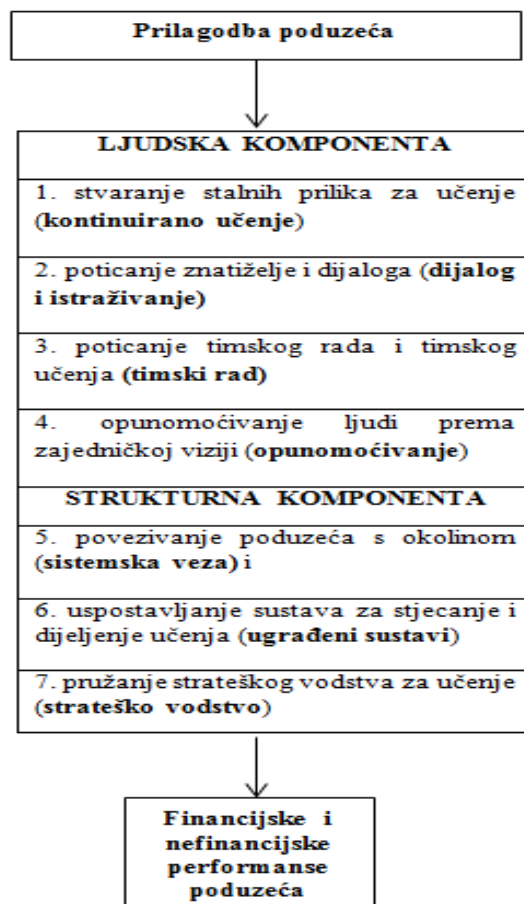 Prilagodba poduzeća
LJUDSKA KOMPONENTA
1. stvaranje stalnih prilika za učenje
(kontinuirano učenje)
2. poticanje znatiželje i dijaloga (dijalog
i istraživanje)
3. poticanje timskog rada i timskog
učenja (timski rad)
4. opunomoćivanje ljudi prema
zajedničkoj viziji (opunomoćivanje)
STRUKTURNA KOMPONENTA
5. povezivanje poduzeća s okolinom
(sistemska veza) i
6. uspostavljanje sustava za stjecanje i
dijeljenje učenja (ugrađeni sustavi)
7. pružanje strateškog vodstva za učenje
(strateško vodstvo)
Financijske i
nefinancijske
performanse
poduzeća